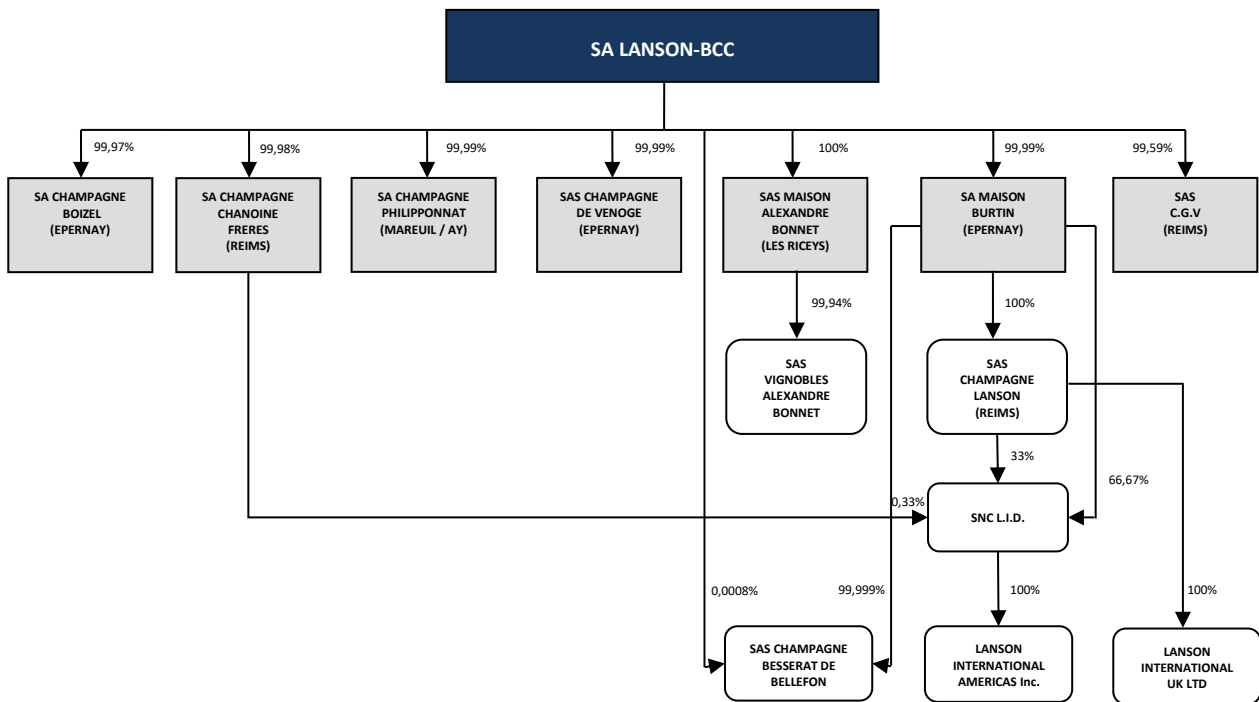 SA LANSON-BCC
99,97%
99,98%
99,99%
99,99%
100%
99,99%
99,59%
SA CHAMPAGNE
BOIZEL
(EPERNAY)
SA CHAMPAGNE
CHANOINE
FRERES
(REIMS)
SA CHAMPAGNE
PHILIPPONNAT
(MAREUIL / AY)
SAS CHAMPAGNE
DE VENOGE
(EPERNAY)
SAS MAISON
ALEXANDRE
BONNET
(LES RICEYS)
SA MAISON
BURTIN
(EPERNAY)
SAS
C.G.V
(REIMS)
99,94%
100%
SAS
VIGNOBLES
ALEXANDRE
BONNET
SAS
CHAMPAGNE
LANSON
(REIMS)
33%
66,67%
0,33%
SNC L.I.D.
0,0008%
99,999%
100%
100%
SAS CHAMPAGNE
BESSERAT DE
BELLEFON
LANSON
INTERNATIONAL
AMERICAS Inc.
LANSON
INTERNATIONAL
UK LTD